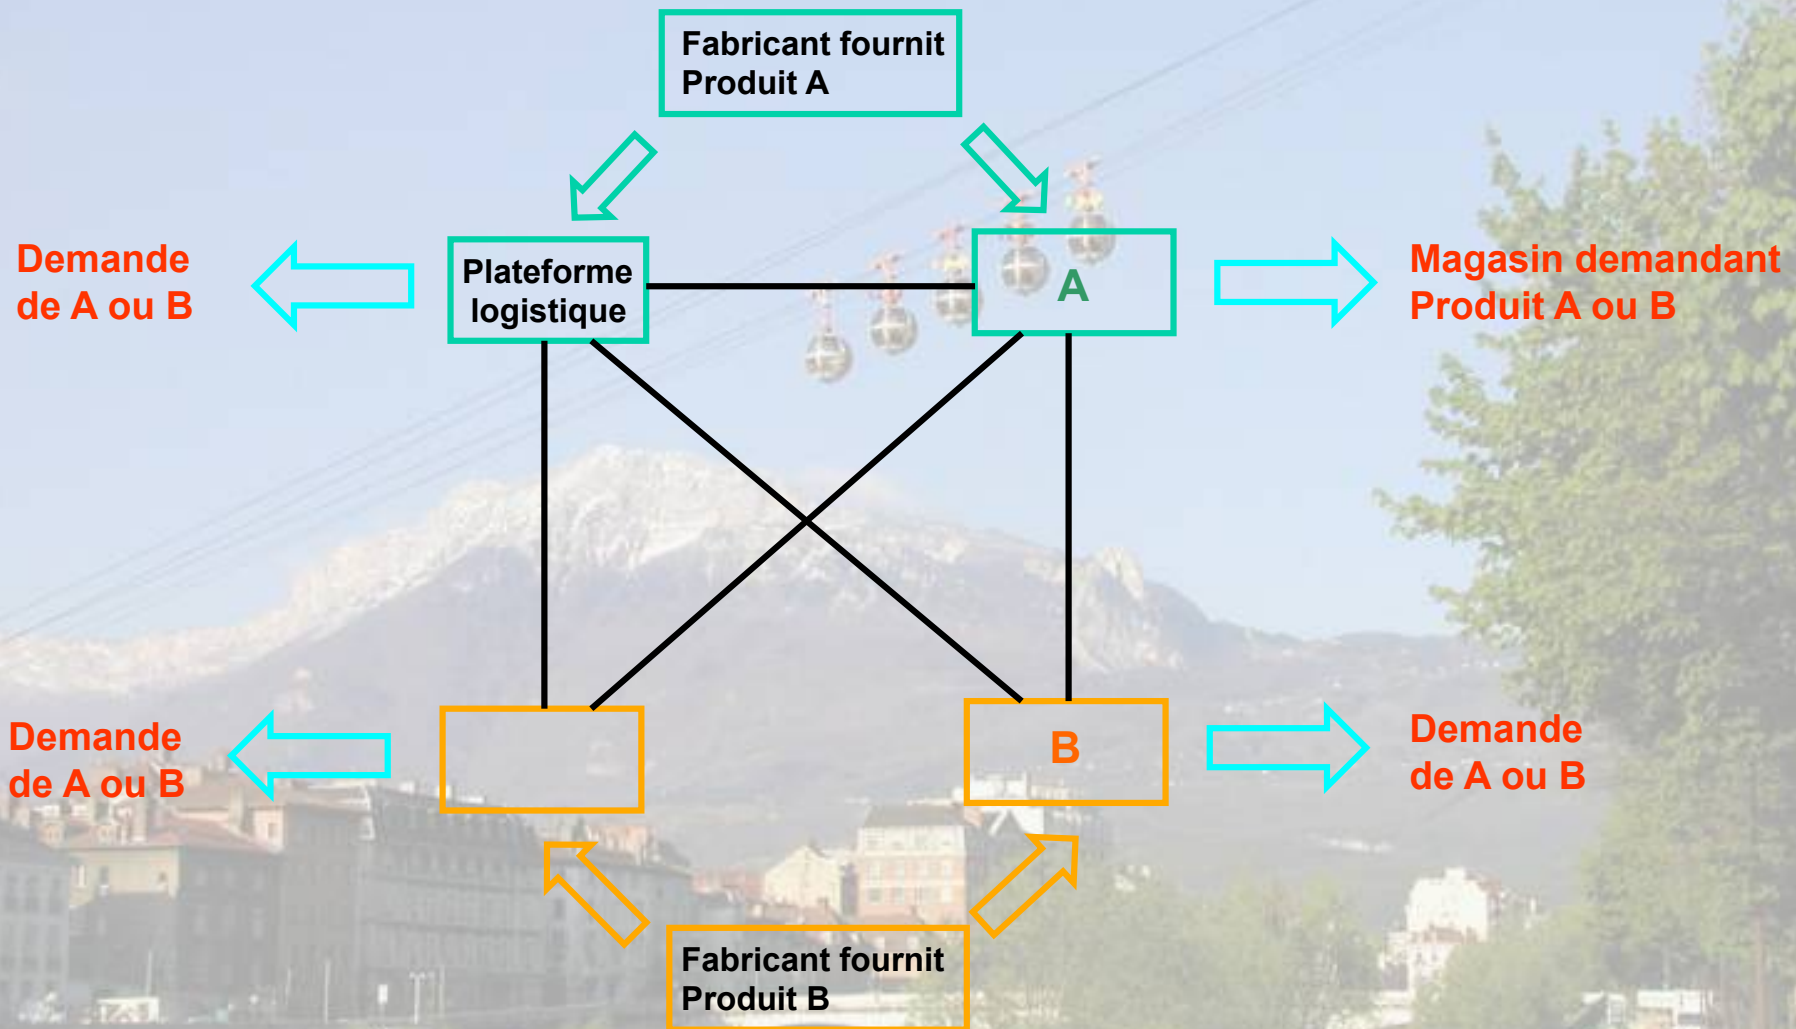 Fabricant fournit
Produit A
Demande
de A ou B
Plateforme
logistique
A
Magasin demandant
Produit A ou B
Demande
de A ou B
B
Demande
de A ou B
Fabricant fournit
Produit B